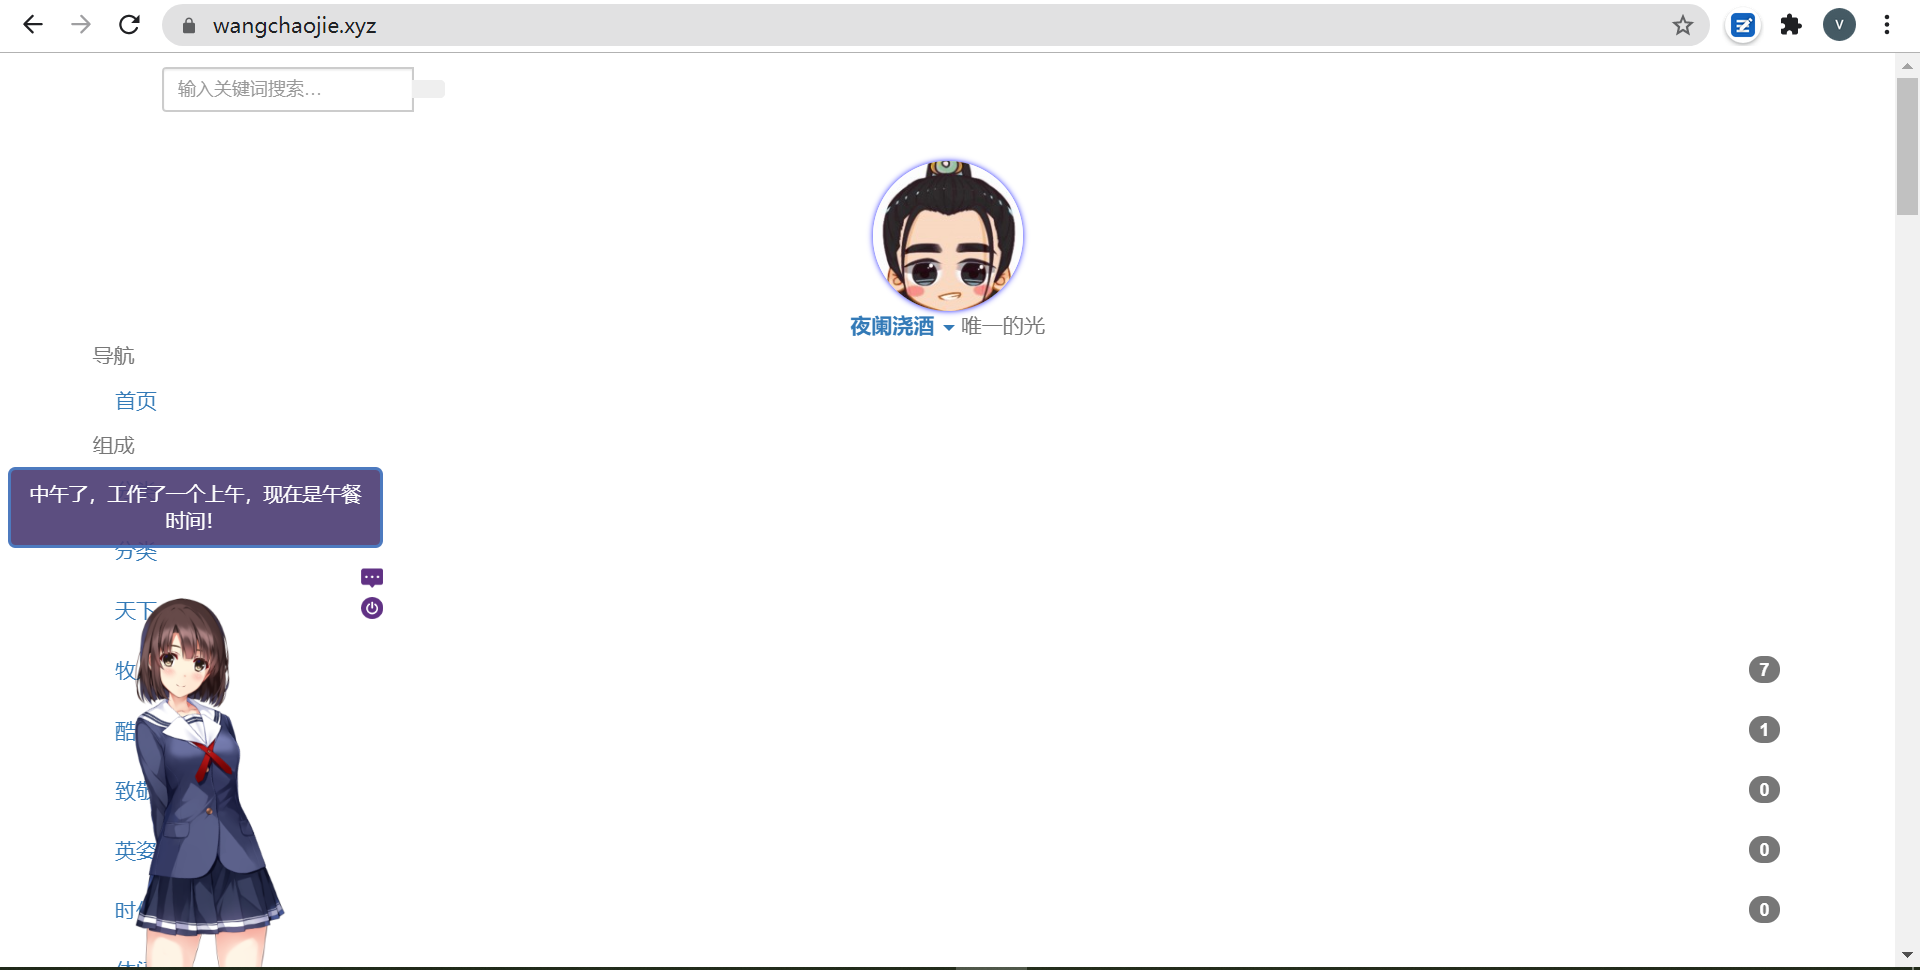 wangchaojie.xyz
V
输入关键词搜索...
夜阑浇酒 唯一的光
导航
首页
组成
中午了，工作了一个上午，现在是午餐
时间！
分类
天下
牧
7
酷
1
致敬
0
英姿
0
时
0